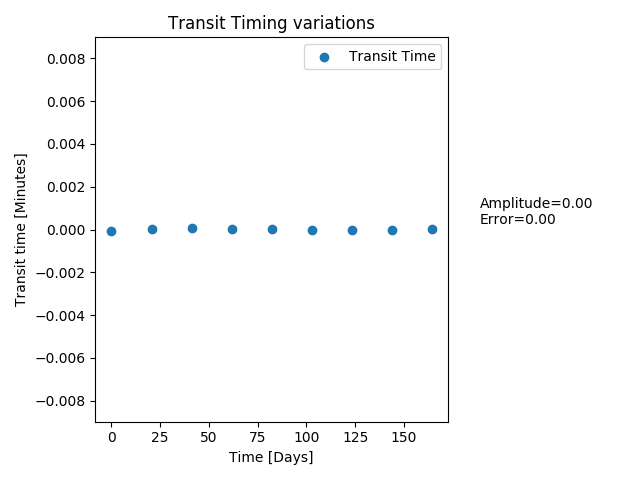 Transit Timing variations
Transit Time
0.008
0.006
0.004
0.002
0.000
−0.002
−0.004
−0.006
−0.008
Transit time [Minutes]
Amplitude=0.00
Error=0.00
0 25 50 75 100 125 150
Time [Days]